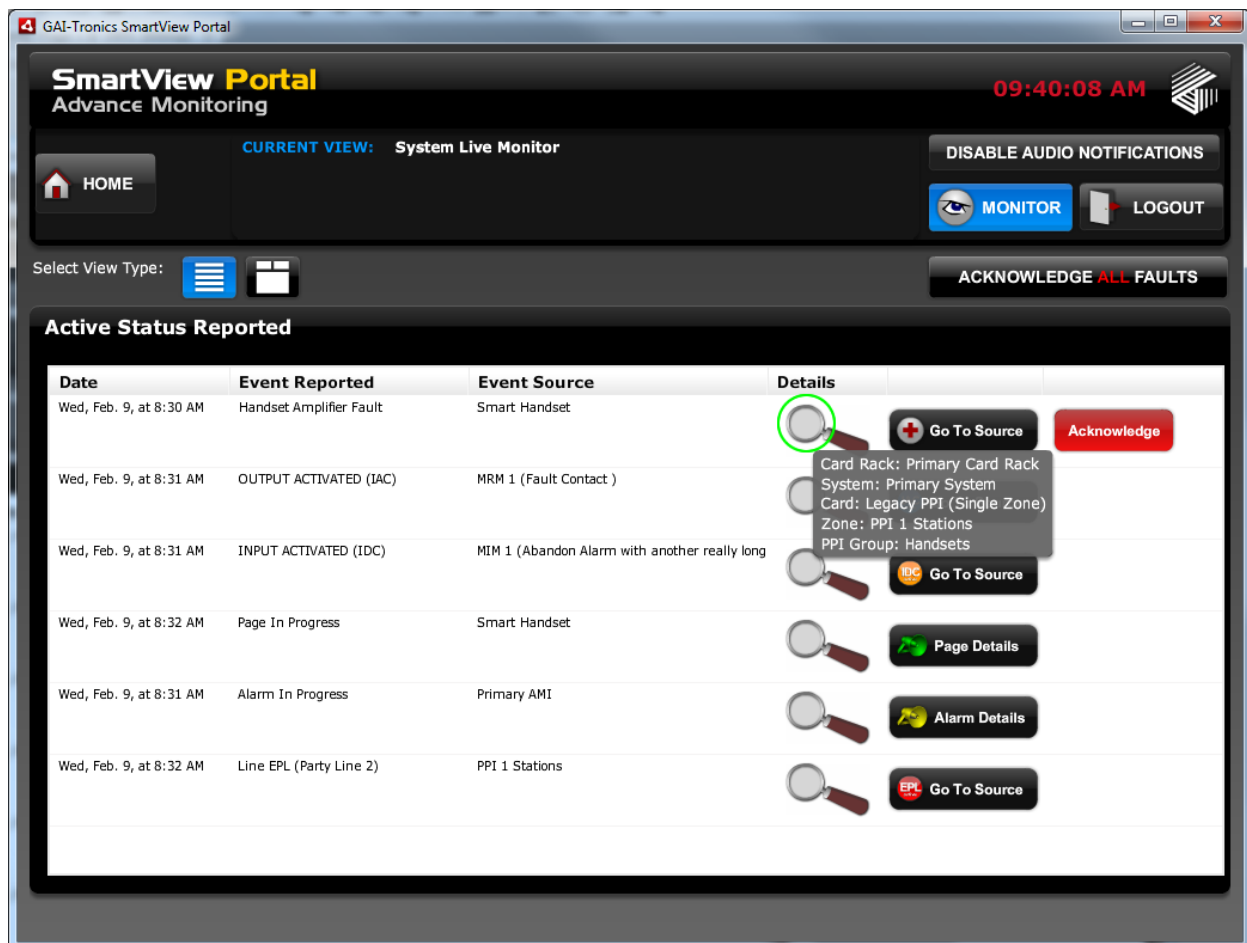 GAI-Tronics SmartView Portal
SmartView Portal
Advance Monitoring
09:40:08 AM
HOME
CURRENT VIEW: System Live Monitor
DISABLE AUDIO NOTIFICATIONS
MONITOR
LOGOUT
Select View Type:
ACKNOWLEDGE ALL FAULTS
Active Status Reported
Date Event Reported Event Source Details
Wed, Feb. 9, at 8:30 AM Handset Amplifier Fault Smart Handset Go To Source Acknowledge
Card Rack: Primary Card Rack
System: Primary System
Card: Legacy PPI (Single Zone)
Zone: PPI 1 Stations
PPI Group: Handsets
Wed, Feb. 9, at 8:31 AM OUTPUT ACTIVATED (IAC) MRM 1 (Fault Contact )
Wed, Feb. 9, at 8:31 AM INPUT ACTIVATED (IDC) MIM 1 (Abandon Alarm with another really long IDC Go To Source
Wed, Feb. 9, at 8:32 AM Page In Progress Smart Handset Page Details
Wed, Feb. 9, at 8:31 AM Alarm In Progress Primary AMI Alarm Details
Wed, Feb. 9, at 8:32 AM Line EPL (Party Line 2) PPI 1 Stations EPL Go To Source